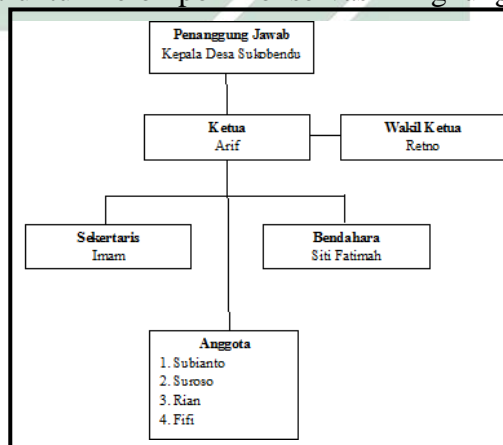 Penanggung Jawab
Kepala Desa Sukobendu
Ketua
Arif
Wakil Ketua
Retno
Sekertaris
Imam
Bendahara
Siti Fatimah
Anggota
1. Subianto
2. Suroso
3. Rian
4. Fifi